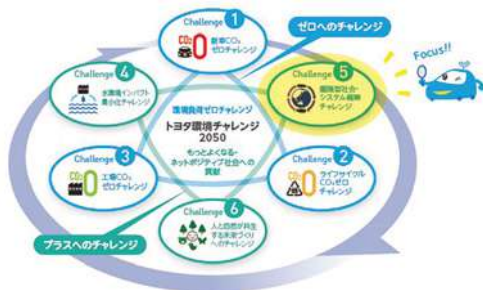 Challenge 1
CO₂ 0
新車CO₂
ゼロチャレンジ
ゼロへのチャレンジ
Focus!!
Challenge 4
水環境インパクト
最小化チャレンジ
Challenge 5
循環型社会・
システム構築
チャレンジ
環境負荷ゼロチャレンジ
トヨタ環境チャレンジ
2050
もっとよくなる・
ネットポジティブ社会への
貢献
Challenge 3
CO₂ 0
工場CO₂
ゼロチャレンジ
Challenge 2
CO₂ 0
ライフサイクル
CO₂ゼロ
チャレンジ
Challenge 6
人と自然が共生
する未来づくり
へのチャレンジ
プラスへのチャレンジ